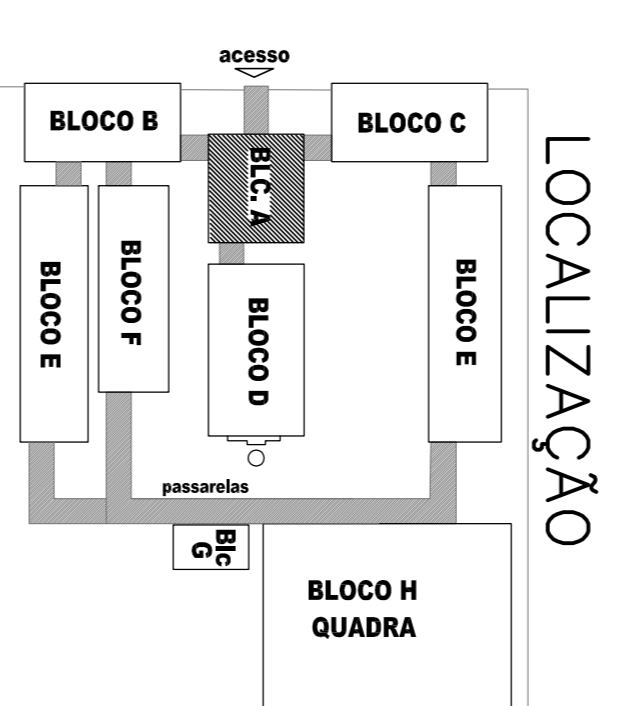 acesso
BLOCO B
BLC. A
BLOCO C
BLOCO E
BLOCO F
BLOCO D
BLOCO E
LOCALIZAÇÃO
passarelas
Blc
G
BLOCO H
QUADRA